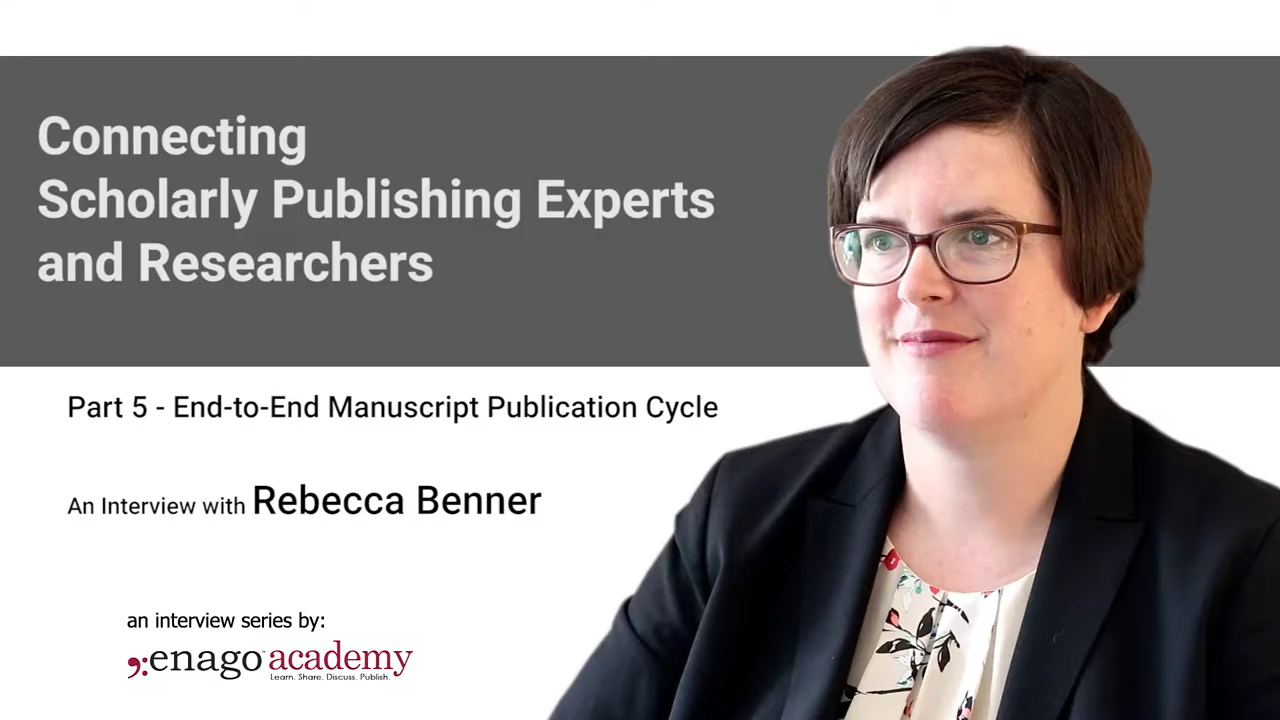 Connecting
Scholarly Publishing Experts
and Researchers
Part 5 - End-to-End Manuscript Publication Cycle
An Interview with Rebecca Benner
an interview series by:
enago academy
Learn. Share. Discuss. Publish.